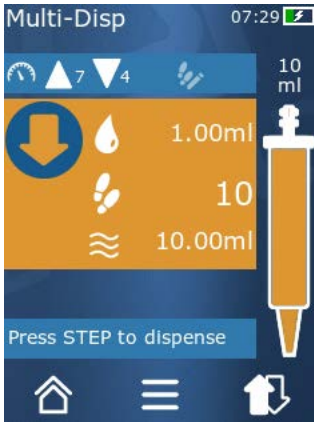 Multi-Disp 07:29
7 4
10
ml
1.00ml
10
10.00ml
Press STEP to dispense